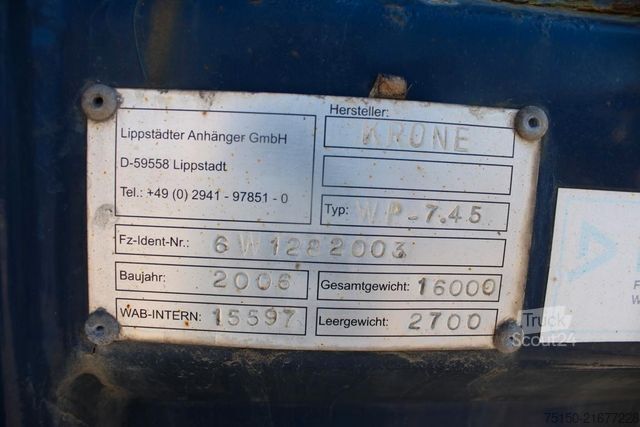 Lippstädter Anhänger GmbH
D-59558 Lippstadt
Tel.: +49 (0) 2941 - 97851 - 0
Hersteller:
KRONE
Typ: WP-7.45
Fz-Ident-Nr.: 6W1282003
Baujahr: 2006
Gesamtgewicht: 16000
WAB-INTERN: 15597
Leergewicht: 2700
Truck
Scout24
75150-21677228